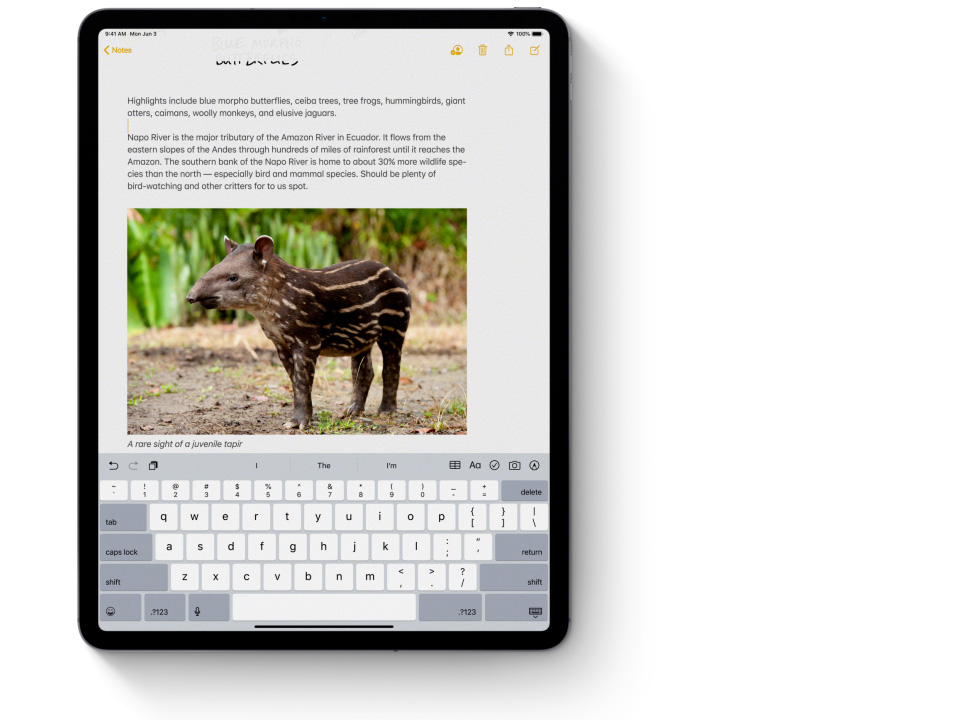 9:41 AM Mon Jun 3
100%
Notes
BLUE MORPHO
BUTTERFLIES
Highlights include blue morpho butterflies, ceiba trees, tree frogs, hummingbirds, giant
otters, caimans, woolly monkeys, and elusive jaguars.
Napo River is the major tributary of the Amazon River in Ecuador. It flows from the
eastern slopes of the Andes through hundreds of miles of rainforest until it reaches the
Amazon. The southern bank of the Napo River is home to about 30% more wildlife spe-
cies than the north — especially bird and mammal species. Should be plenty of
bird-watching and other critters for to us spot.
A rare sight of a juvenile tapir
I The I'm Aa
~ ! @ # $ % ^ & * ( ) _ +
` 1 2 3 4 5 6 7 8 9 0 - = delete
tab q w e r t y u i o p { [ } ] | \
caps lock a s d f g h j k l : ; " ' return
shift z x c v b n m < , > . ? / shift
.?123 .?123